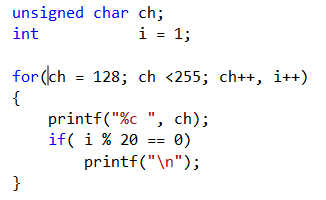 unsigned char ch;
int i = 1;
for(ch = 128; ch <255; ch++, i++)
{
printf("%c ", ch);
if( i % 20 == 0)
printf("\n");
}